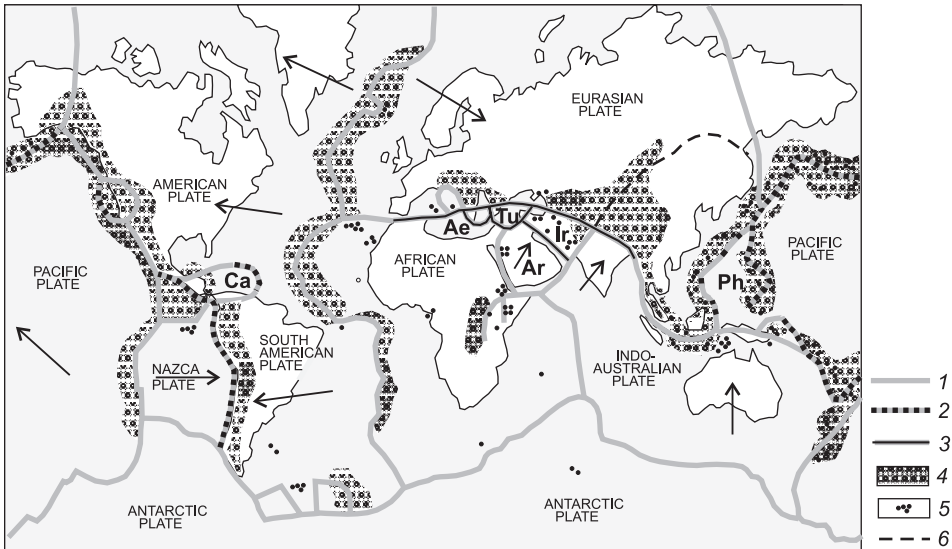 EURASIAN
PLATE
AMERICAN
PLATE
Ae
Tu
Ir
PACIFIC
PLATE
AFRICAN
PLATE
Ar
PACIFIC
PLATE
Ca
Ph
SOUTH
AMERICAN
PLATE
NAZCA
PLATE
INDO-
AUSTRALIAN
PLATE
ANTARCTIC
PLATE
ANTARCTIC
PLATE
1
2
3
4
5
6